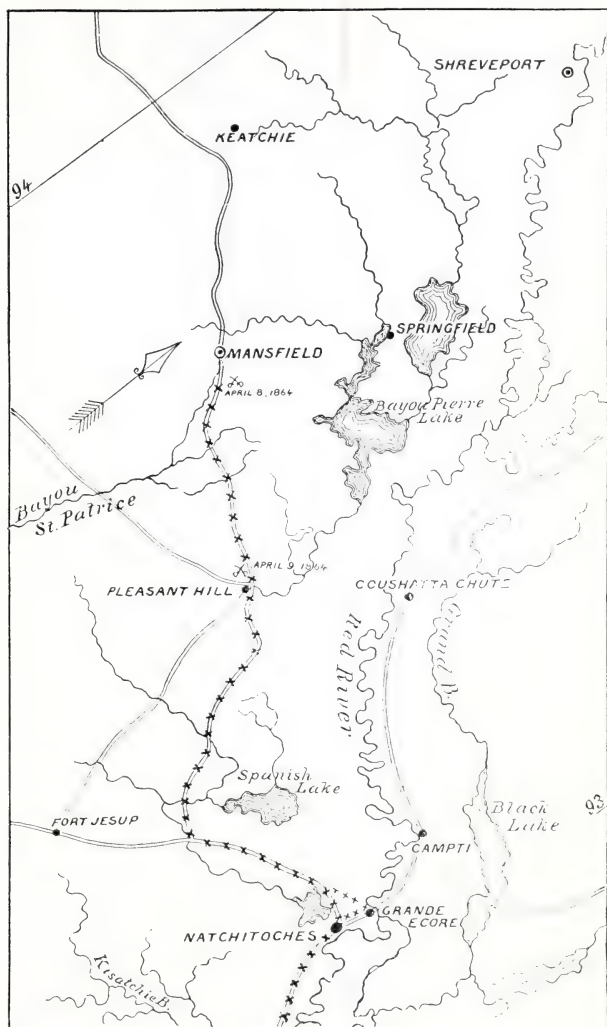 SHREVEPORT
KEATCHIE
94
SPRINGFIELD
MANSFIELD
APRIL 8, 1864
Bayou Pierre
Lake
Bayou
St. Patrice
APRIL 9, 1864
PLEASANT HILL
COUSHATTA CHUTE
Grand B.
Red River
Spanish
Lake
Black
Lake
93
FORT JESUP
CAMPTI
GRANDE
ECORE
NATCHITOCHES
Kisatchie B.